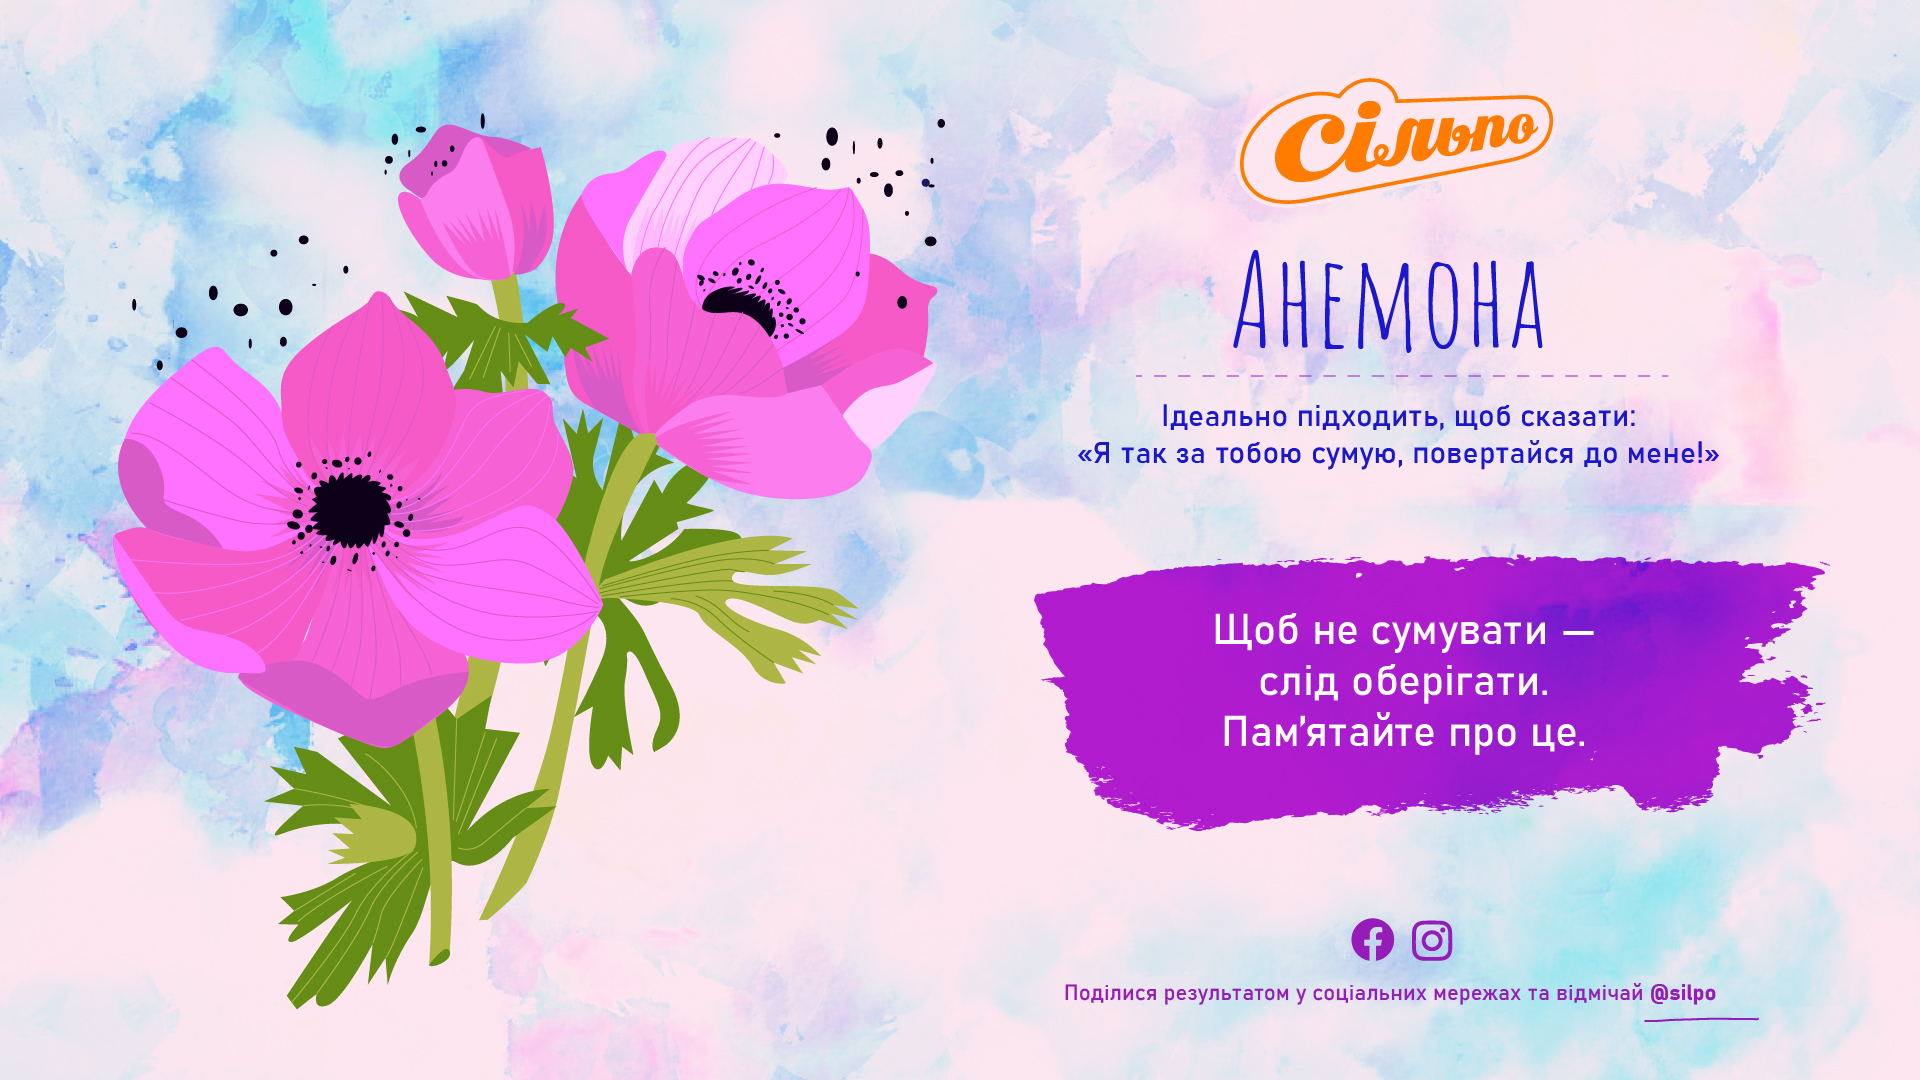 Сільпо
Анемона
Ідеально підходить, щоб сказати:
«Я так за тобою сумую, повертайся до мене!»
Щоб не сумувати —
слід оберігати.
Пам’ятайте про це.
Поділися результатом у соціальних мережах та відмічай @silpo